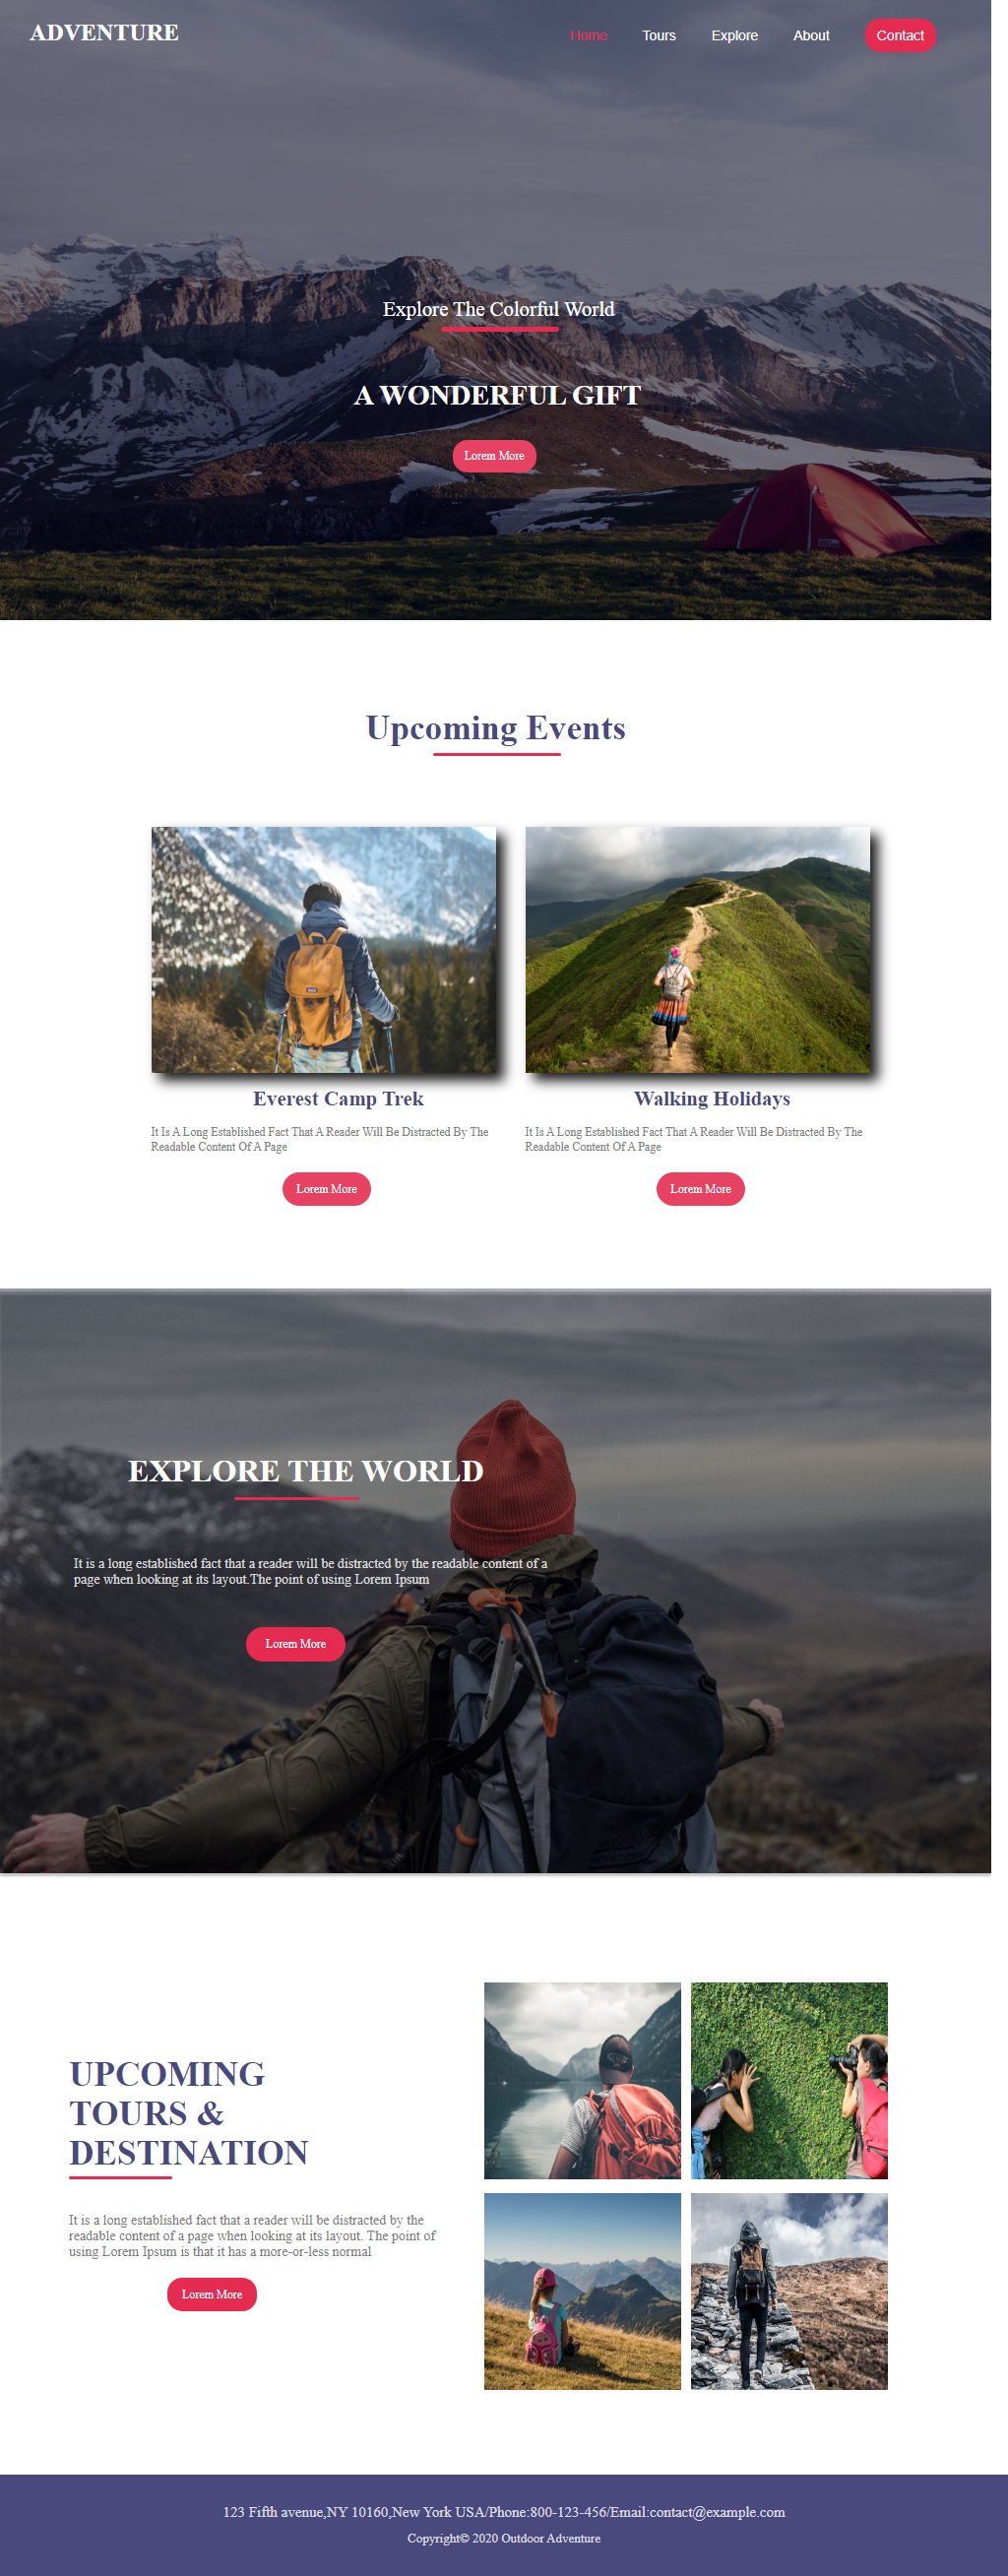 ADVENTURE
Home Tours Explore About Contact
Explore The Colorful World
A WONDERFUL GIFT
Lorem More
Upcoming Events
Everest Camp Trek
It Is A Long Established Fact That A Reader Will Be Distracted By The
Readable Content Of A Page
Lorem More
Walking Holidays
It Is A Long Established Fact That A Reader Will Be Distracted By The
Readable Content Of A Page
Lorem More
EXPLORE THE WORLD
It is a long established fact that a reader will be distracted by the readable content of a
page when looking at its layout.The point of using Lorem Ipsum
Lorem More
UPCOMING
TOURS &
DESTINATION
It is a long established fact that a reader will be distracted by the
readable content of a page when looking at its layout. The point of
using Lorem Ipsum is that it has a more-or-less normal
Lorem More
123 Fifth avenue,NY 10160,New York USA/Phone:800-123-456/Email:contact@example.com
Copyright© 2020 Outdoor Adventure